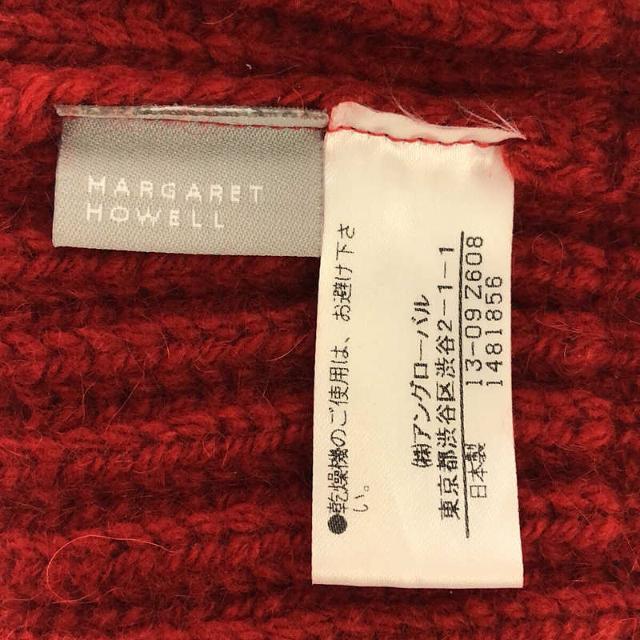 MARGARET
HOWELL
●乾燥機のご使用は、お避け下さ
い。
(株)アングローバル
東京都渋谷区渋谷2-1-1
日本製 13-09 Z608
1481856